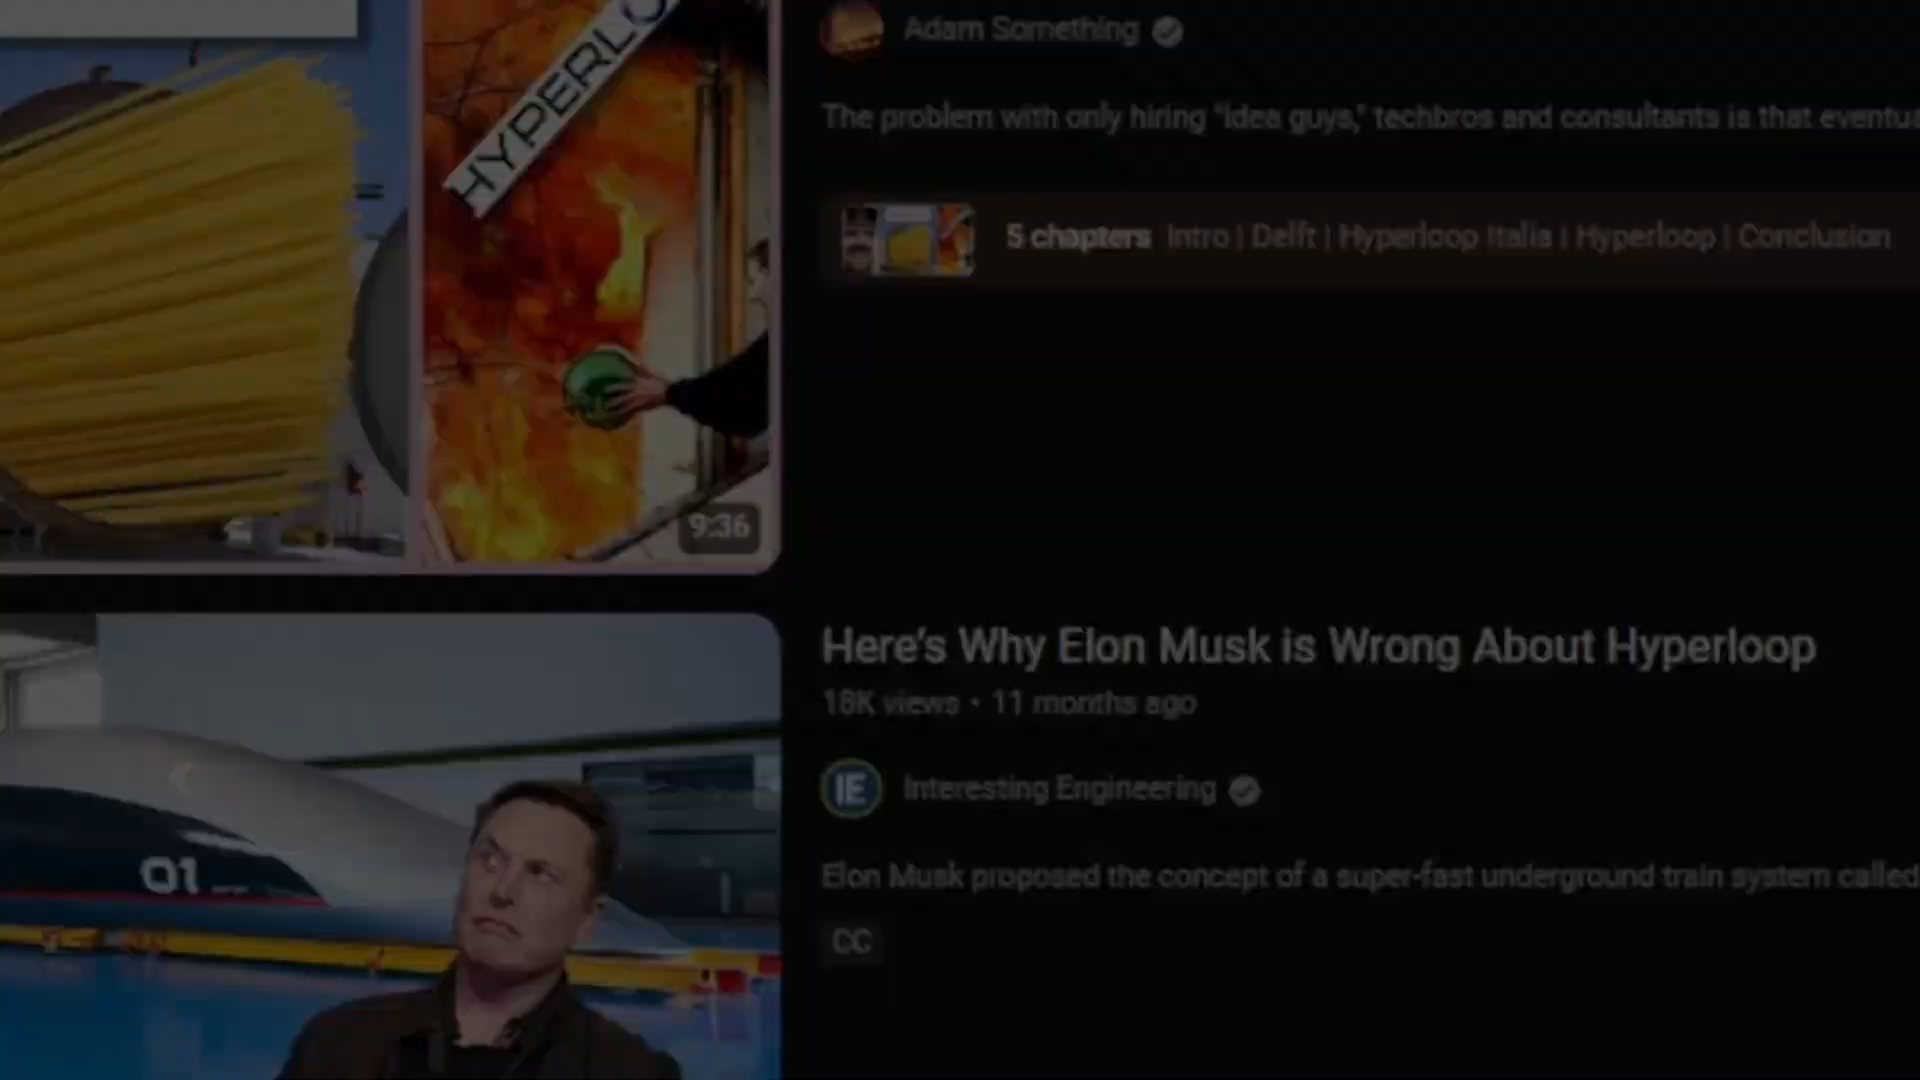 HYPERLO
9:36
Adam Something
The problem with only hiring "idea guys," techbros and consultants is that eventua
5 chapters Intro | Delft | Hyperloop Italia | Hyperloop | Conclusion
Here's Why Elon Musk is Wrong About Hyperloop
18K views • 11 months ago
IE Interesting Engineering
Elon Musk proposed the concept of a super-fast underground train system called
CC
01